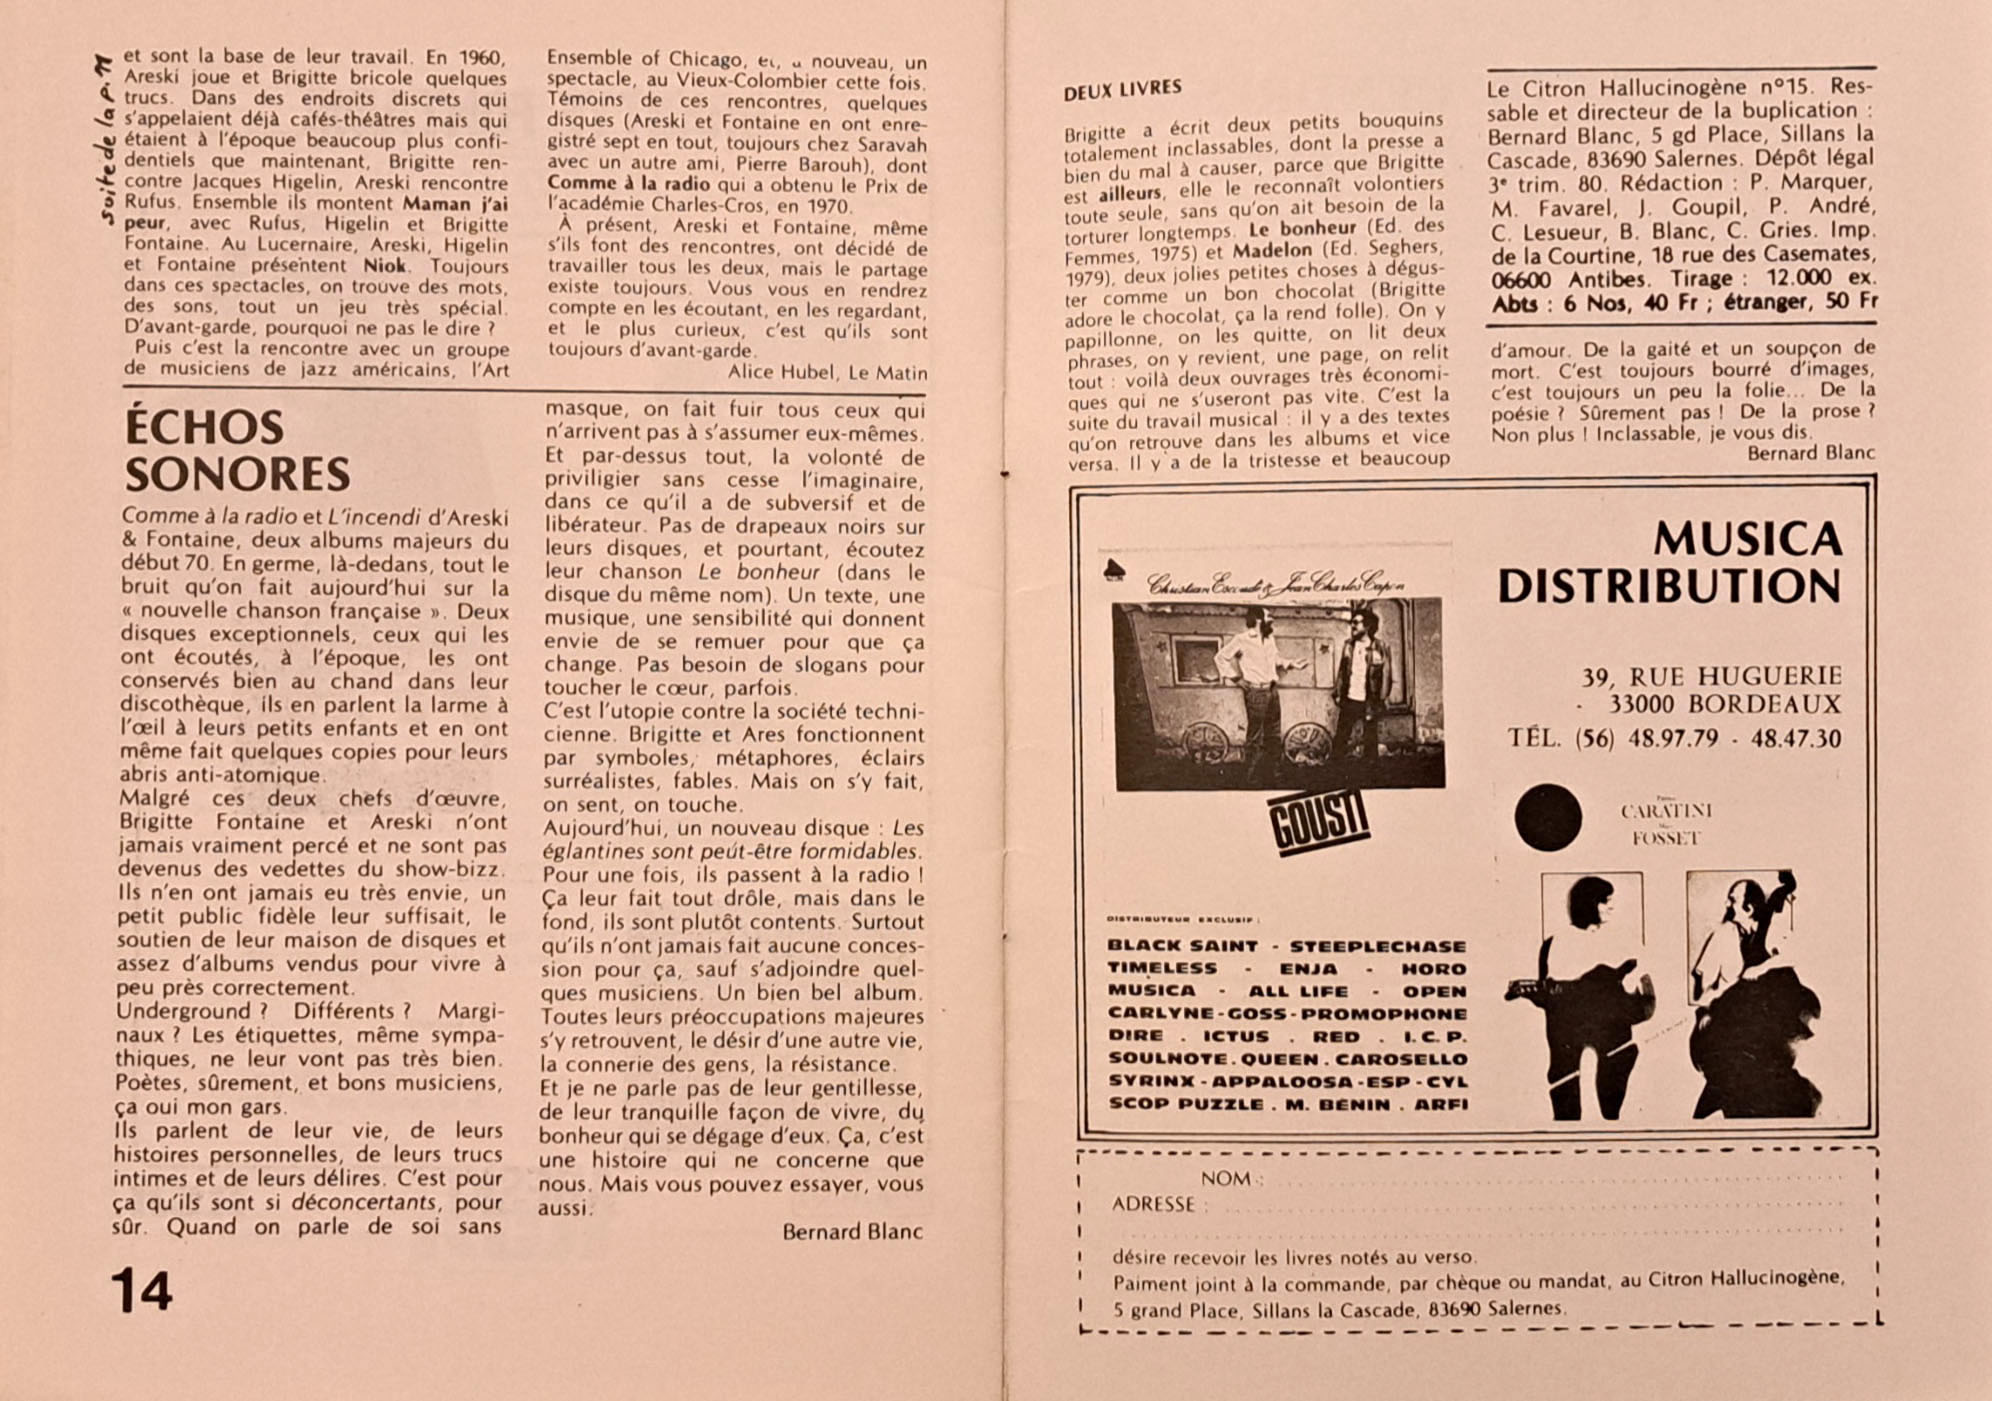 suite de la p. 11
et sont la base de leur travail. En 1960,
Areski joue et Brigitte bricole quelques
trucs. Dans des endroits discrets qui
s'appelaient déjà cafés-théâtres mais qui
étaient à l'époque beaucoup plus confi-
dentiels que maintenant, Brigitte ren-
contre Jacques Higelin, Areski rencontre
Rufus. Ensemble ils montent Maman j'ai
peur, avec Rufus, Higelin et Brigitte
Fontaine. Au Lucernaire, Areski, Higelin
et Fontaine présentent Niok. Toujours
dans ces spectacles, on trouve des mots,
des sons, tout un jeu très spécial.
D'avant-garde, pourquoi ne pas le dire ?
Puis c'est la rencontre avec un groupe
de musiciens de jazz américains, l'Art
Ensemble of Chicago, et, nouveau, un
spectacle, au Vieux-Colombier cette fois.
Témoins de ces rencontres, quelques
disques (Areski et Fontaine en ont enre-
gistré sept en tout, toujours chez Saravah
avec un autre ami, Pierre Barouh), dont
Comme à la radio qui a obtenu le Prix de
l'académie Charles-Cros, en 1970.
À présent, Areski et Fontaine, même
s'ils font des rencontres, ont décidé de
travailler tous les deux, mais le partage
existe toujours. Vous vous en rendrez
compte en les écoutant, en les regardant,
et le plus curieux, c'est qu'ils sont
toujours d'avant-garde.
Alice Hubel, Le Matin
ÉCHOS
SONORES
Comme à la radio et L'incendi d'Areski
& Fontaine, deux albums majeurs du
début 70. En germe, là-dedans, tout le
bruit qu'on fait aujourd'hui sur la
« nouvelle chanson française ». Deux
disques exceptionnels, ceux qui les
ont écoutés, à l'époque, les ont
conservés bien au chand dans leur
discothèque, ils en parlent la larme à
l'œil à leurs petits enfants et en ont
même fait quelques copies pour leurs
abris anti-atomique.
Malgré ces deux chefs d'œuvre,
Brigitte Fontaine et Areski n'ont
jamais vraiment percé et ne sont pas
devenus des vedettes du show-bizz.
Ils n'en ont jamais eu très envie, un
petit public fidèle leur suffisait, le
soutien de leur maison de disques et
assez d'albums vendus pour vivre à
peu près correctement.
Underground ? Différents ? Margi-
naux ? Les étiquettes, même sympa-
thiques, ne leur vont pas très bien.
Poètes, sûrement, et bons musiciens,
ça oui mon gars.
Ils parlent de leur vie, de leurs
histoires personnelles, de leurs trucs
intimes et de leurs délires. C'est pour
ça qu'ils sont si déconcertants, pour
sûr. Quand on parle de soi sans
masque, on fait fuir tous ceux qui
n'arrivent pas à s'assumer eux-mêmes.
Et par-dessus tout, la volonté de
priviligier sans cesse l'imaginaire,
dans ce qu'il a de subversif et de
libérateur. Pas de drapeaux noirs sur
leurs disques, et pourtant, écoutez
leur chanson Le bonheur (dans le
disque du même nom). Un texte, une
musique, une sensibilité qui donnent
envie de se remuer pour que ça
change. Pas besoin de slogans pour
toucher le cœur, parfois.
C'est l'utopie contre la société techni-
cienne. Brigitte et Ares fonctionnent
par symboles, métaphores, éclairs
surréalistes, fables. Mais on s'y fait,
on sent, on touche.
Aujourd'hui, un nouveau disque : Les
églantines sont peut-être formidables.
Pour une fois, ils passent à la radio !
Ça leur fait tout drôle, mais dans le
fond, ils sont plutôt contents. Surtout
qu'ils n'ont jamais fait aucune conces-
sion pour ça, sauf s'adjoindre quel-
ques musiciens. Un bien bel album.
Toutes leurs préoccupations majeures
s'y retrouvent, le désir d'une autre vie,
la connerie des gens, la résistance.
Et je ne parle pas de leur gentillesse,
de leur tranquille façon de vivre, du
bonheur qui se dégage d'eux. Ça, c'est
une histoire qui ne concerne que
nous. Mais vous pouvez essayer, vous
aussi.
Bernard Blanc
14
DEUX LIVRES
Brigitte a écrit deux petits bouquins
totalement inclassables, dont la presse a
bien du mal à causer, parce que Brigitte
est ailleurs, elle le reconnaît volontiers
toute seule, sans qu'on ait besoin de la
torturer longtemps. Le bonheur (Ed. des
Femmes, 1975) et Madelon (Ed. Seghers,
1979), deux jolies petites choses à dégus-
ter comme un bon chocolat (Brigitte
adore le chocolat, ça la rend folle). On y
papillonne, on les quitte, on lit deux
phrases, on y revient, une page, on relit
tout : voilà deux ouvrages très économi-
ques qui ne s'useront pas vite. C'est la
suite du travail musical : il y a des textes
qu'on retrouve dans les albums et vice
versa. Il y a de la tristesse et beaucoup
Le Citron Hallucinogène n°15. Res-
sable et directeur de la buplication :
Bernard Blanc, 5 gd Place, Sillans la
Cascade, 83690 Salernes. Dépôt légal
3e trim. 80. Rédaction : P. Marquer,
M. Favarel, J. Goupil, P. André,
C. Lesueur, B. Blanc, C. Gries. Imp.
de la Courtine, 18 rue des Casemates,
06600 Antibes. Tirage : 12.000 ex.
Abts : 6 Nos, 40 Fr ; étranger, 50 Fr
d'amour. De la gaité et un soupçon de
mort. C'est toujours bourré d'images,
c'est toujours un peu la folie... De la
poésie ? Sûrement pas ! De la prose ?
Non plus ! Inclassable, je vous dis.
Bernard Blanc
MUSICA
DISTRIBUTION
39, RUE HUGUERIE
33000 BORDEAUX
TÉL. (56) 48.97.79 - 48.47.30
Christian Escoudé & Jean Charles Capon
GOUSTI
CARATINI
FOSSET
DISTRIBUTEUR EXCLUSIF :
BLACK SAINT - STEEPLECHASE
TIMELESS - ENJA - HORO
MUSICA - ALL LIFE - OPEN
CARLYNE - GOSS - PROMOPHONE
DIRE . ICTUS . RED . I.C.P.
SOULNOTE . QUEEN . CAROSELLO
SYRINX - APPALOOSA - ESP - CYL
SCOP PUZZLE . M. BENIN . ARFI
NOM :
ADRESSE :
désire recevoir les livres notés au verso.
Paiment joint à la commande, par chèque ou mandat, au Citron Hallucinogène,
5 grand Place, Sillans la Cascade, 83690 Salernes.